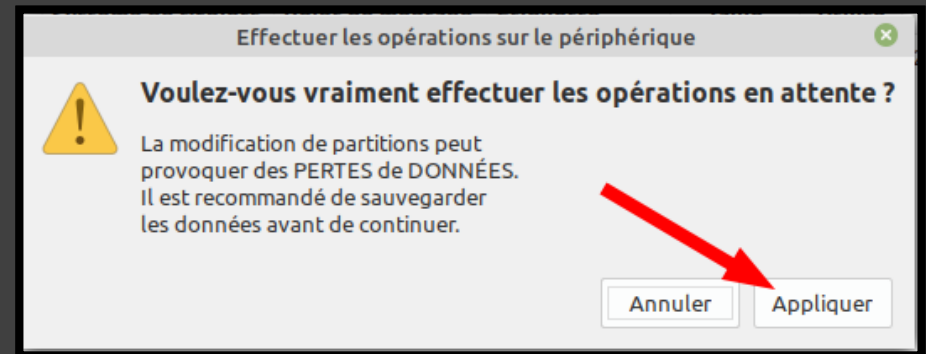 Effectuer les opérations sur le périphérique
Voulez-vous vraiment effectuer les opérations en attente ?
La modification de partitions peut
provoquer des PERTES de DONNÉES.
Il est recommandé de sauvegarder
les données avant de continuer.
Annuler
Appliquer